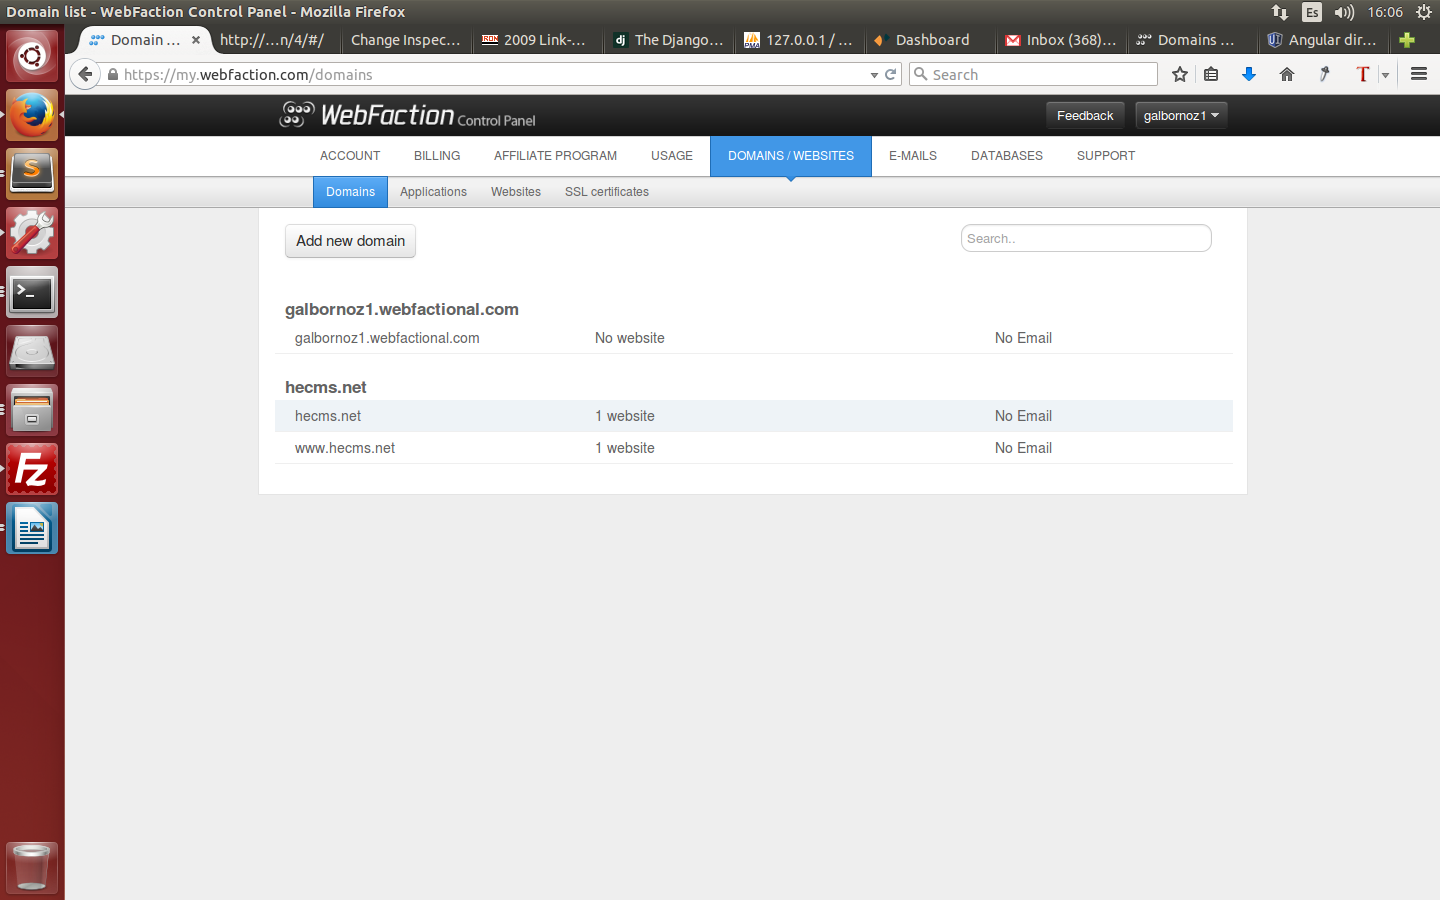 Domain list - WebFaction Control Panel - Mozilla Firefox
Es
16:06
Domain ...
http://...n/4/#/
Change Inspec...
2009 Link-...
The Django...
127.0.0.1 / ...
Dashboard
Inbox (368)...
Domains ...
Angular dir...
https://my.webfaction.com/domains
Search
WebFaction Control Panel
Feedback
galbornoz1
ACCOUNT
BILLING
AFFILIATE PROGRAM
USAGE
DOMAINS / WEBSITES
E-MAILS
DATABASES
SUPPORT
Domains
Applications
Websites
SSL certificates
Add new domain
Search..
galbornoz1.webfactional.com
galbornoz1.webfactional.com No website No Email
hecms.net
hecms.net 1 website No Email
www.hecms.net 1 website No Email